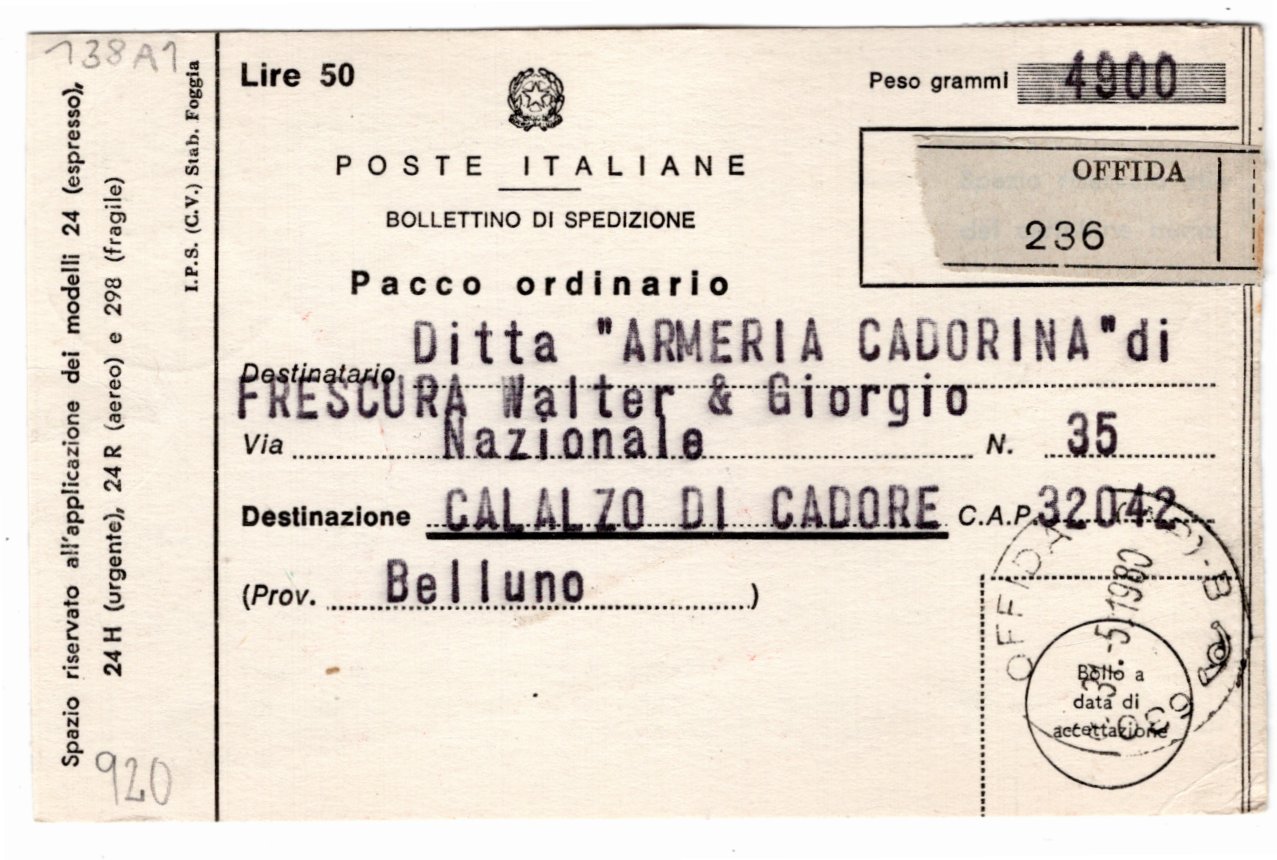 138A1
Spazio riservato all'applicazione dei modelli 24 (espresso),
24 H (urgente), 24 R (aereo) e 298 (fragile)
I.P.S. (C.V.) Stab. Foggia
920
Lire 50
Peso grammi 4900
POSTE ITALIANE
BOLLETTINO DI SPEDIZIONE
OFFIDA
236
Pacco ordinario
Destinatario Ditta "ARMERIA CADORINA"di
FRESCURA Walter & Giorgio
Via Nazionale N. 35
Destinazione CALALZO DI CADORE C.A.P. 32042
(Prov. Belluno)
OFFIDA
5.1980
Bollo a
data di
accettazione